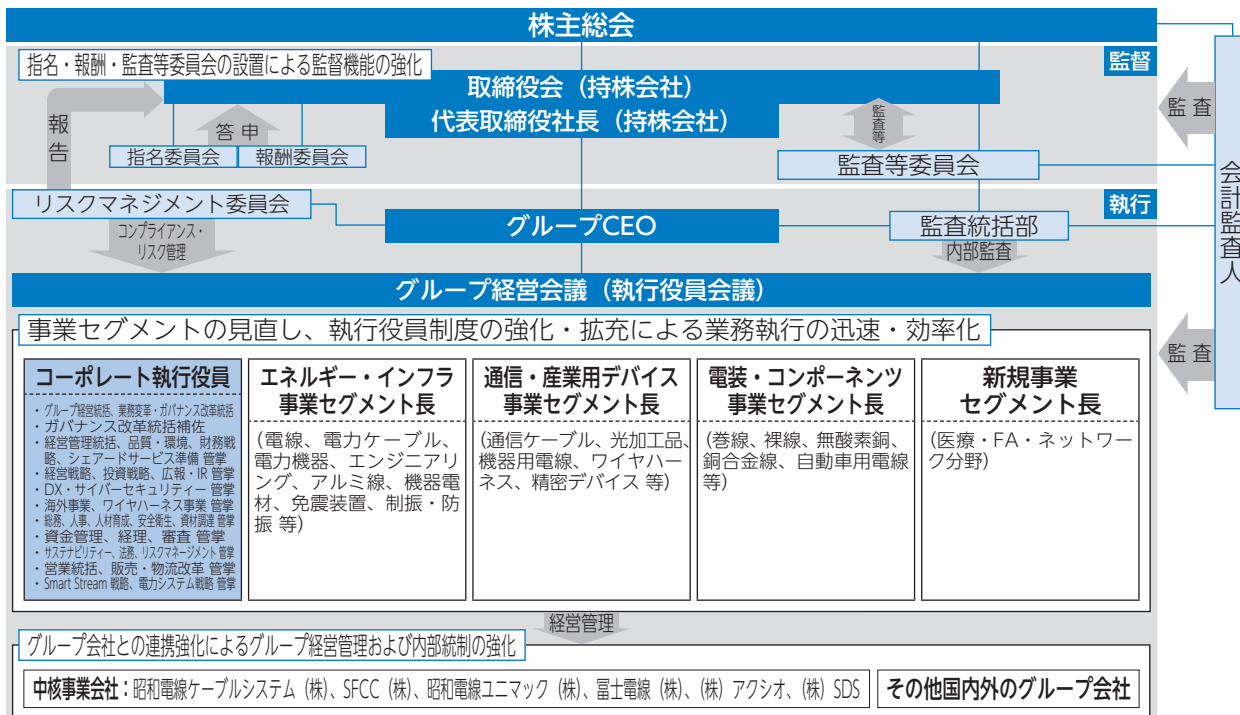 株主総会
指名・報酬・監査等委員会の設置による監督機能の強化
監督
取締役会（持株会社）
代表取締役社長（持株会社）
報告
答申
監査等
監査
指名委員会
報酬委員会
監査等委員会
会計監査人
リスクマネジメント委員会
執行
グループCEO
監査統括部
コンプライアンス・
リスク管理
内部監査
グループ経営会議（執行役員会議）
事業セグメントの見直し、執行役員制度の強化・拡充による業務執行の迅速・効率化
監査
コーポレート執行役員
・グループ経営統括、業務変革・ガバナンス改革統括
・ガバナンス改革統括補佐
・経営管理統括、品質・環境、財務戦
略、シェアードサービス準備 管掌
・経営戦略、投資戦略、広報・IR 管掌
・DX・サイバーセキュリティー 管掌
・海外事業、ワイヤハーネス事業 管掌
・総務、人事、人材育成、安全衛生、資材調達 管掌
・資金管理、経理、審査 管掌
・サステナビリティー、法務、リスクマネージメント 管掌
・営業統括、販売・物流改革 管掌
・Smart Stream 戦略、電力システム戦略 管掌
エネルギー・インフラ
事業セグメント長
（電線、電力ケーブル、
電力機器、エンジニアリ
ング、アルミ線、機器電
材、免震装置、制振・防
振 等）
通信・産業用デバイス
事業セグメント長
（通信ケーブル、光加工品、
機器用電線、ワイヤハー
ネス、精密デバイス 等）
電装・コンポーネンツ
事業セグメント長
（巻線、裸線、無酸素銅、
銅合金線、自動車用電線
等）
新規事業
セグメント長
（医療・FA・ネットワー
ク分野）
経営管理
グループ会社との連携強化によるグループ経営管理および内部統制の強化
中核事業会社：昭和電線ケーブルシステム（株）、SFCC（株）、昭和電線ユニマック（株）、冨士電線（株）、（株）アクシオ、（株）SDS
その他国内外のグループ会社